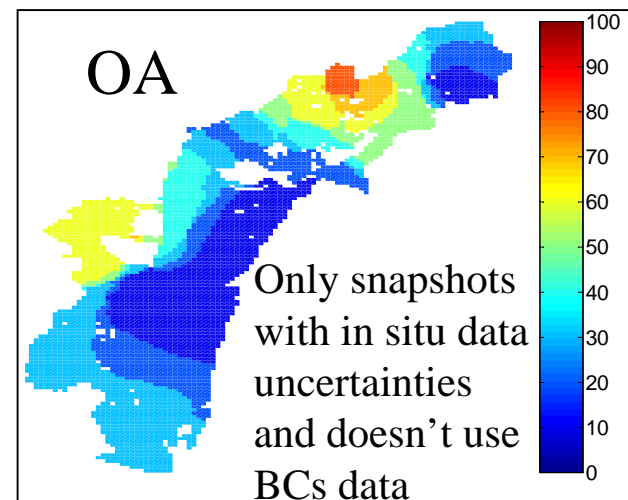 OA
Only snapshots
with in situ data
uncertainties
and doesn't use
BCs data
100
90
80
70
60
50
40
30
20
10
0